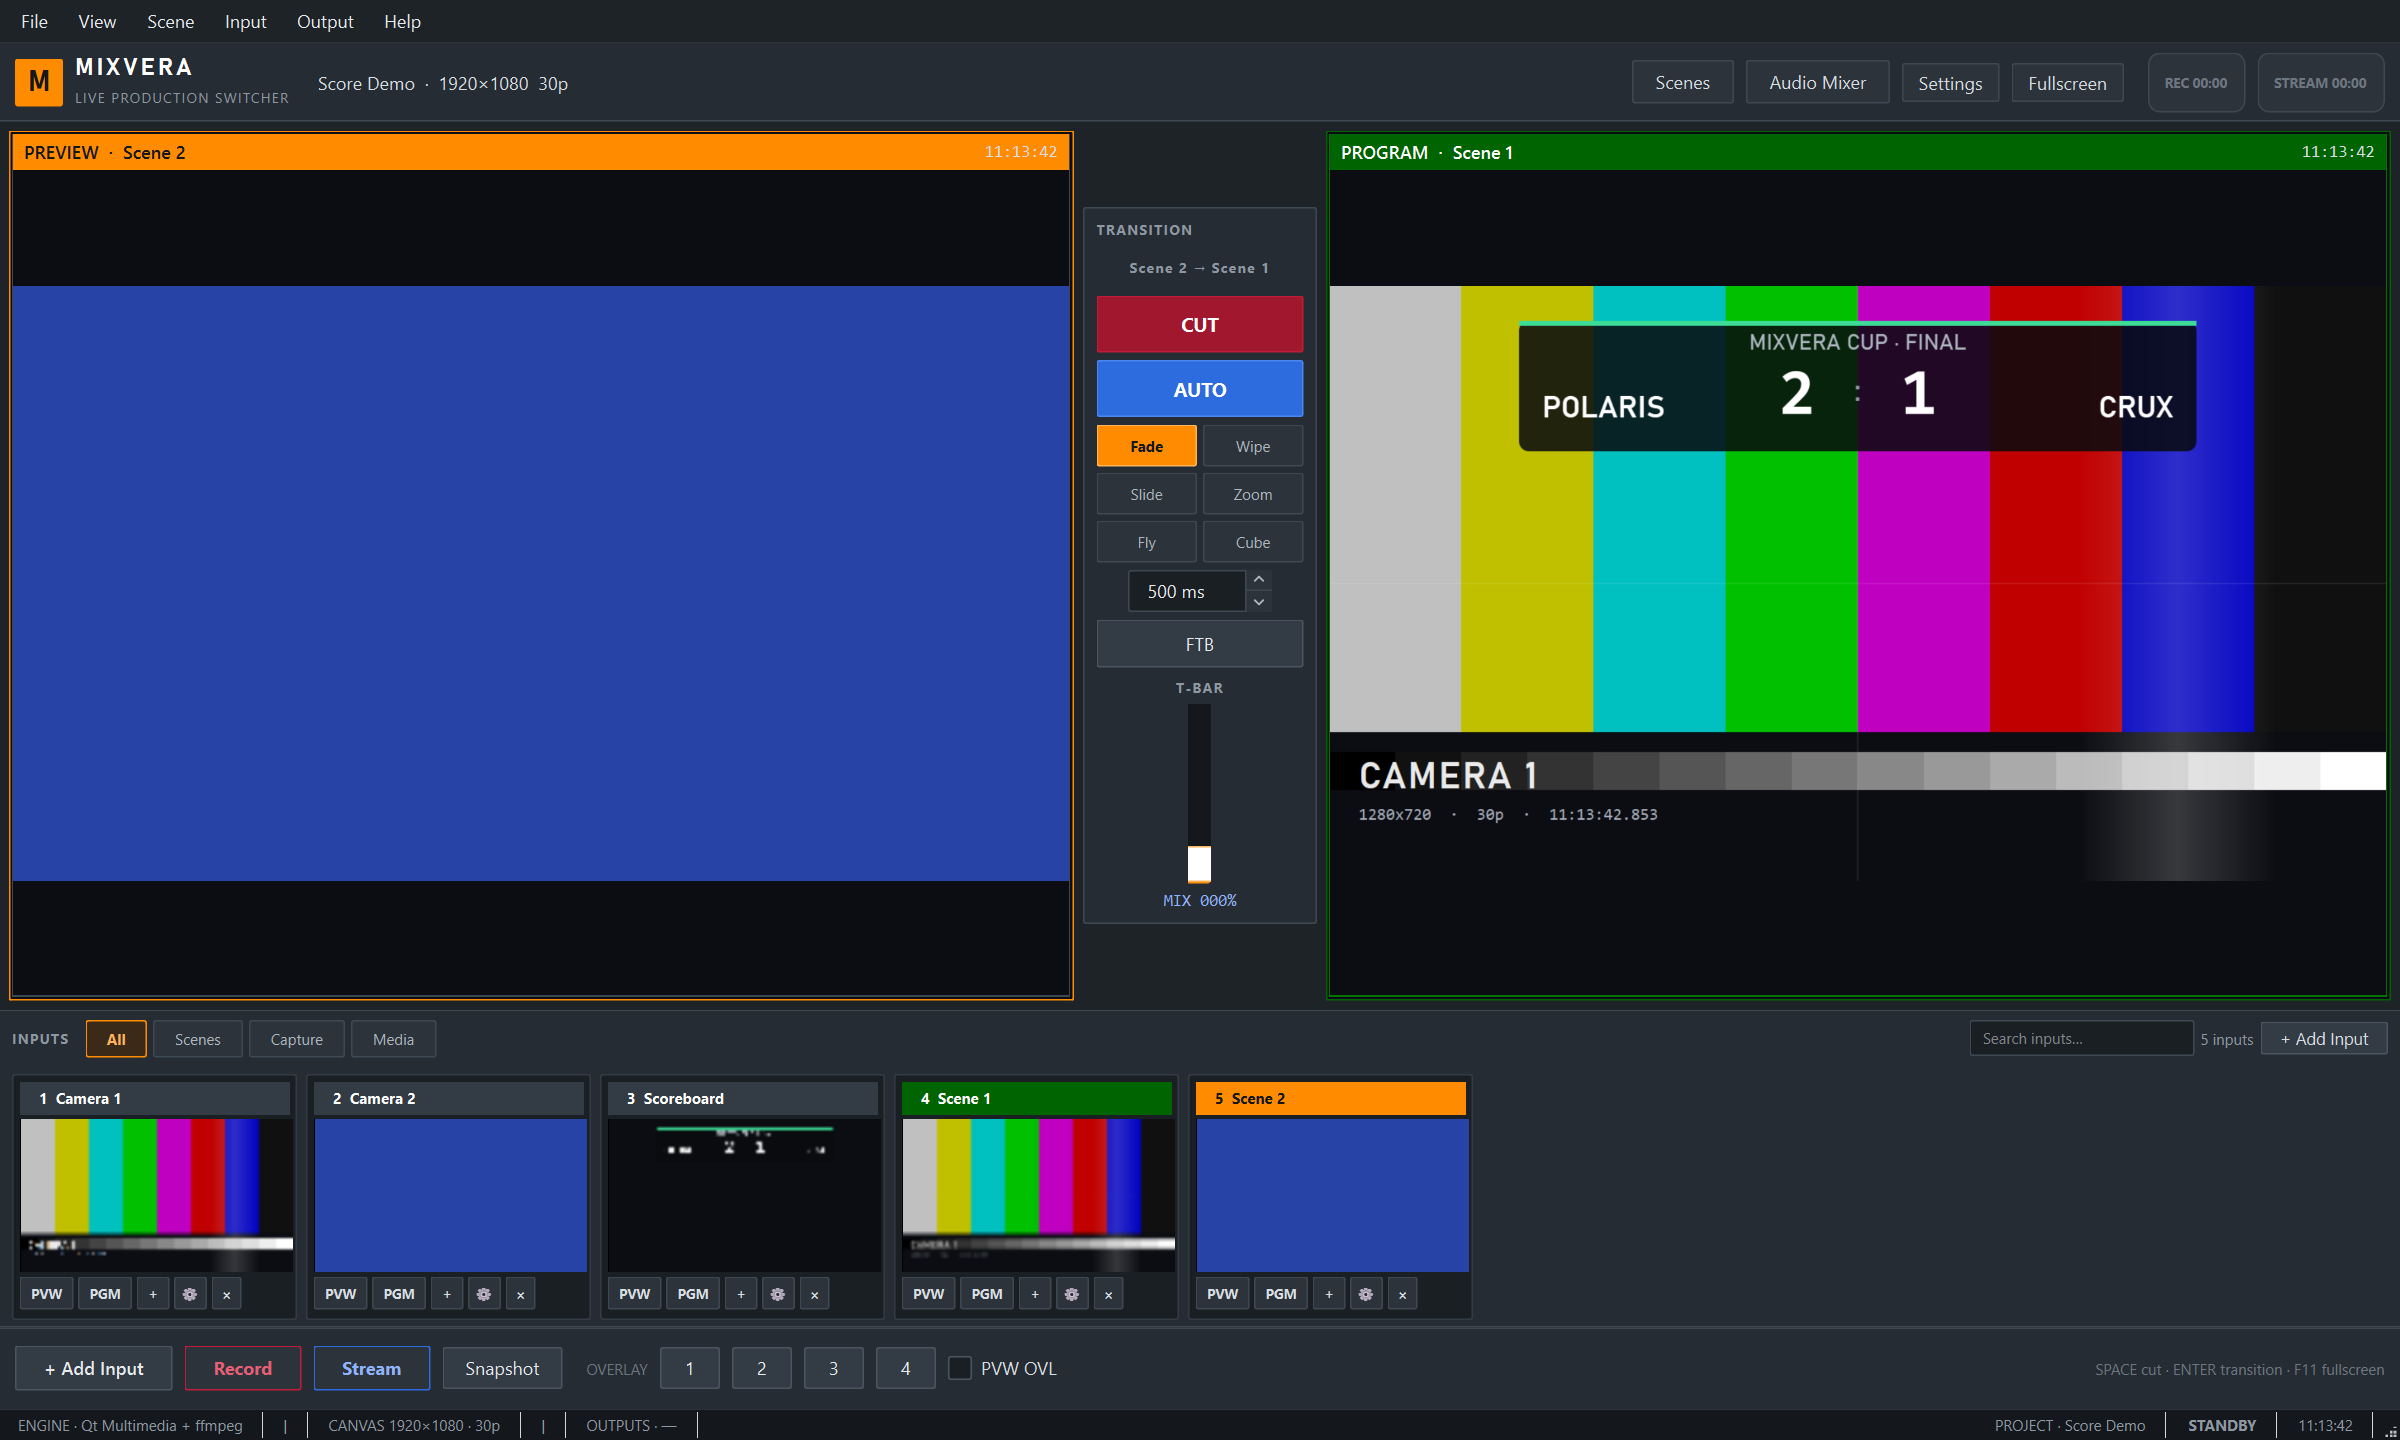 File View Scene Input Output Help
M MIXVERA
LIVE PRODUCTION SWITCHER
Score Demo · 1920×1080 30p
Scenes Audio Mixer Settings Fullscreen REC 00:00 STREAM 00:00
PREVIEW · Scene 2 11:13:42
TRANSITION
Scene 2 → Scene 1
CUT
AUTO
Fade Wipe
Slide Zoom
Fly Cube
500 ms
FTB
T-BAR
MIX 000%
PROGRAM · Scene 1 11:13:42
MIXVERA CUP · FINAL
POLARIS 2 : 1 CRUX
CAMERA 1
1280x720 · 30p · 11:13:42.853
INPUTS All Scenes Capture Media Search inputs... 5 inputs + Add Input
1 Camera 1
2 Camera 2
3 Scoreboard
2 1
4 Scene 1
5 Scene 2
PVW PGM + ×
PVW PGM + ×
PVW PGM + ×
PVW PGM + ×
PVW PGM + ×
+ Add Input Record Stream Snapshot OVERLAY 1 2 3 4 PVW OVL SPACE cut · ENTER transition · F11 fullscreen
ENGINE · Qt Multimedia + ffmpeg | CANVAS 1920×1080 · 30p | OUTPUTS · — PROJECT · Score Demo STANDBY 11:13:42